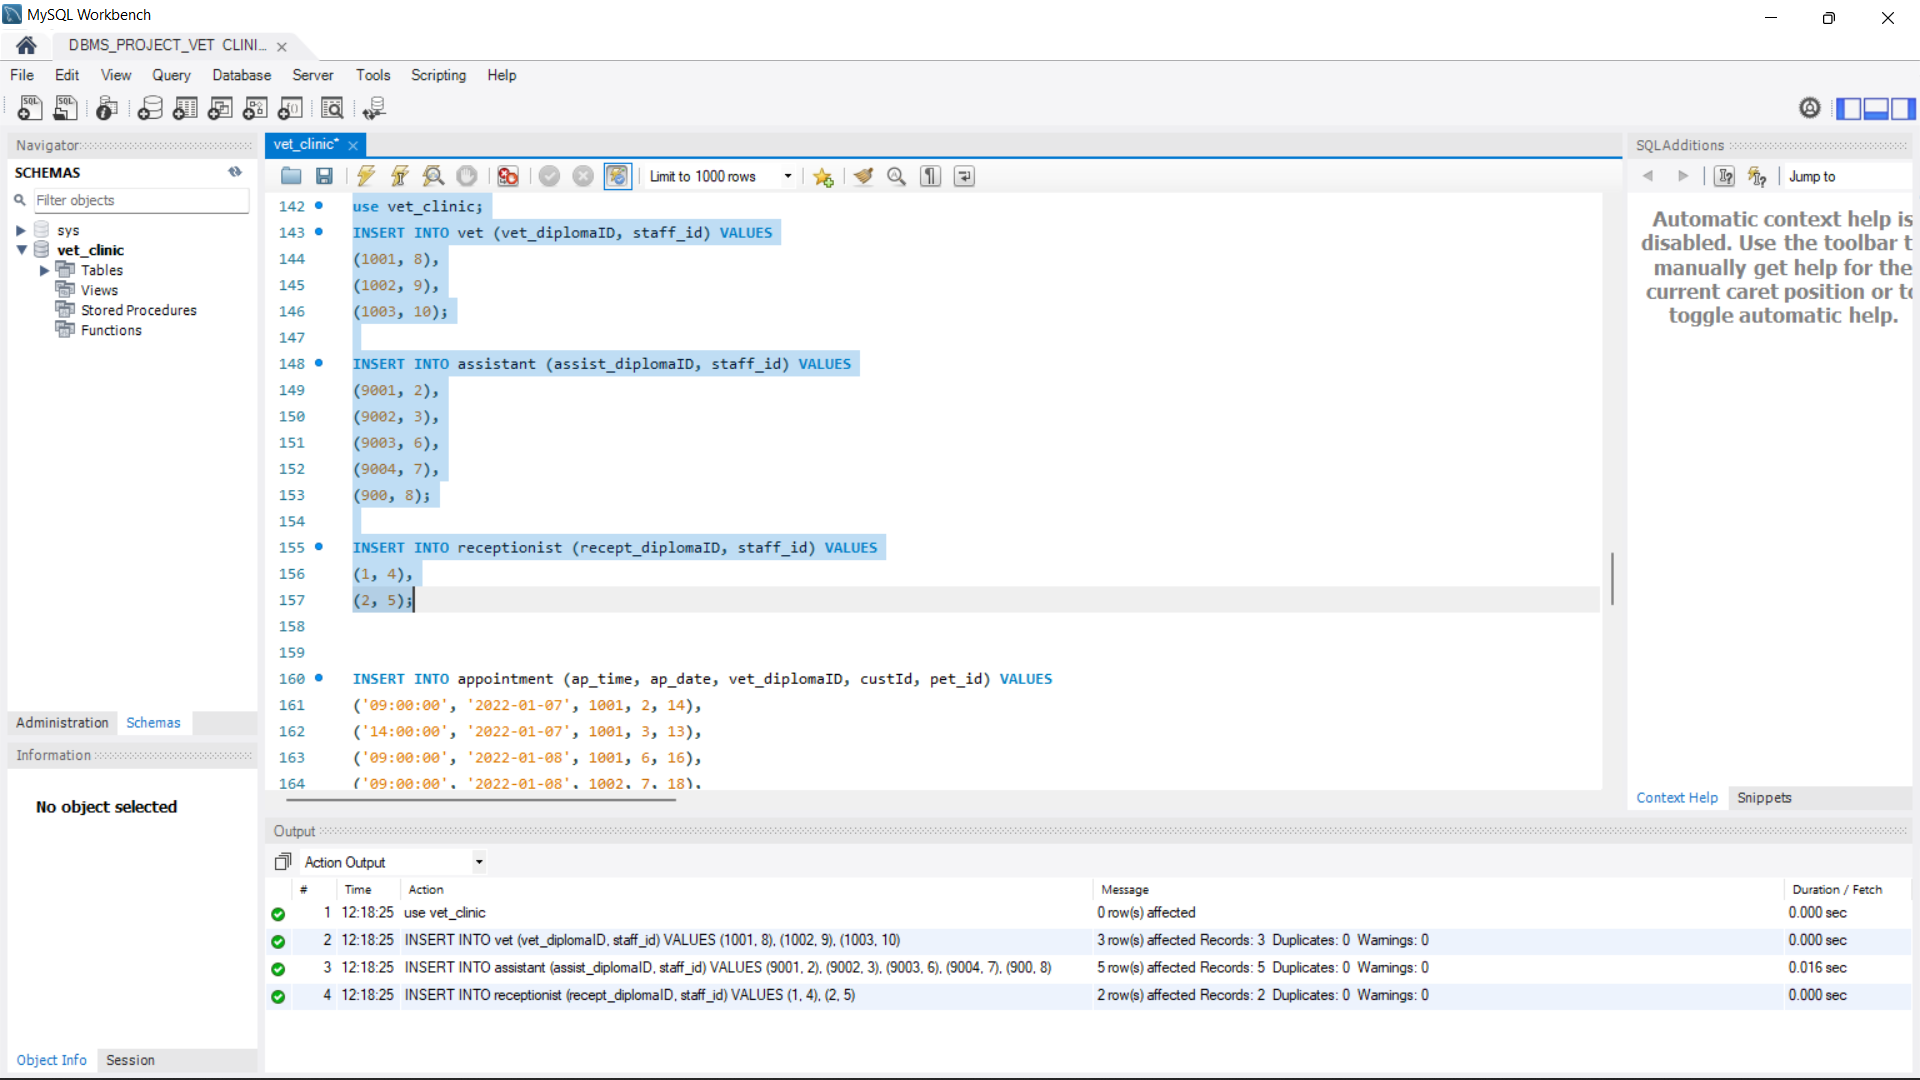 MySQL Workbench
DBMS_PROJECT_VET CLINI...
File Edit View Query Database Server Tools Scripting Help
Navigator
SCHEMAS
Filter objects
sys
vet_clinic
Tables
Views
Stored Procedures
Functions
Administration Schemas
Information
No object selected
Object Info Session
vet_clinic*
Limit to 1000 rows
142 use vet_clinic;
143 INSERT INTO vet (vet_diplomaID, staff_id) VALUES
144 (1001, 8),
145 (1002, 9),
146 (1003, 10);
147
148 INSERT INTO assistant (assist_diplomaID, staff_id) VALUES
149 (9001, 2),
150 (9002, 3),
151 (9003, 6),
152 (9004, 7),
153 (900, 8);
154
155 INSERT INTO receptionist (recept_diplomaID, staff_id) VALUES
156 (1, 4),
157 (2, 5);
158
159
160 INSERT INTO appointment (ap_time, ap_date, vet_diplomaID, custId, pet_id) VALUES
161 ('09:00:00', '2022-01-07', 1001, 2, 14),
162 ('14:00:00', '2022-01-07', 1001, 3, 13),
163 ('09:00:00', '2022-01-08', 1001, 6, 16),
164 ('09:00:00', '2022-01-08', 1002, 7, 18),
SQLAdditions
Jump to
Automatic context help is
disabled. Use the toolbar t
manually get help for the
current caret position or to
toggle automatic help.
Context Help Snippets
Output
Action Output
# Time Action Message Duration / Fetch
1 12:18:25 use vet_clinic 0 row(s) affected 0.000 sec
2 12:18:25 INSERT INTO vet (vet_diplomaID, staff_id) VALUES (1001, 8), (1002, 9), (1003, 10) 3 row(s) affected Records: 3 Duplicates: 0 Warnings: 0 0.000 sec
3 12:18:25 INSERT INTO assistant (assist_diplomaID, staff_id) VALUES (9001, 2), (9002, 3), (9003, 6), (9004, 7), (900, 8) 5 row(s) affected Records: 5 Duplicates: 0 Warnings: 0 0.016 sec
4 12:18:25 INSERT INTO receptionist (recept_diplomaID, staff_id) VALUES (1, 4), (2, 5) 2 row(s) affected Records: 2 Duplicates: 0 Warnings: 0 0.000 sec